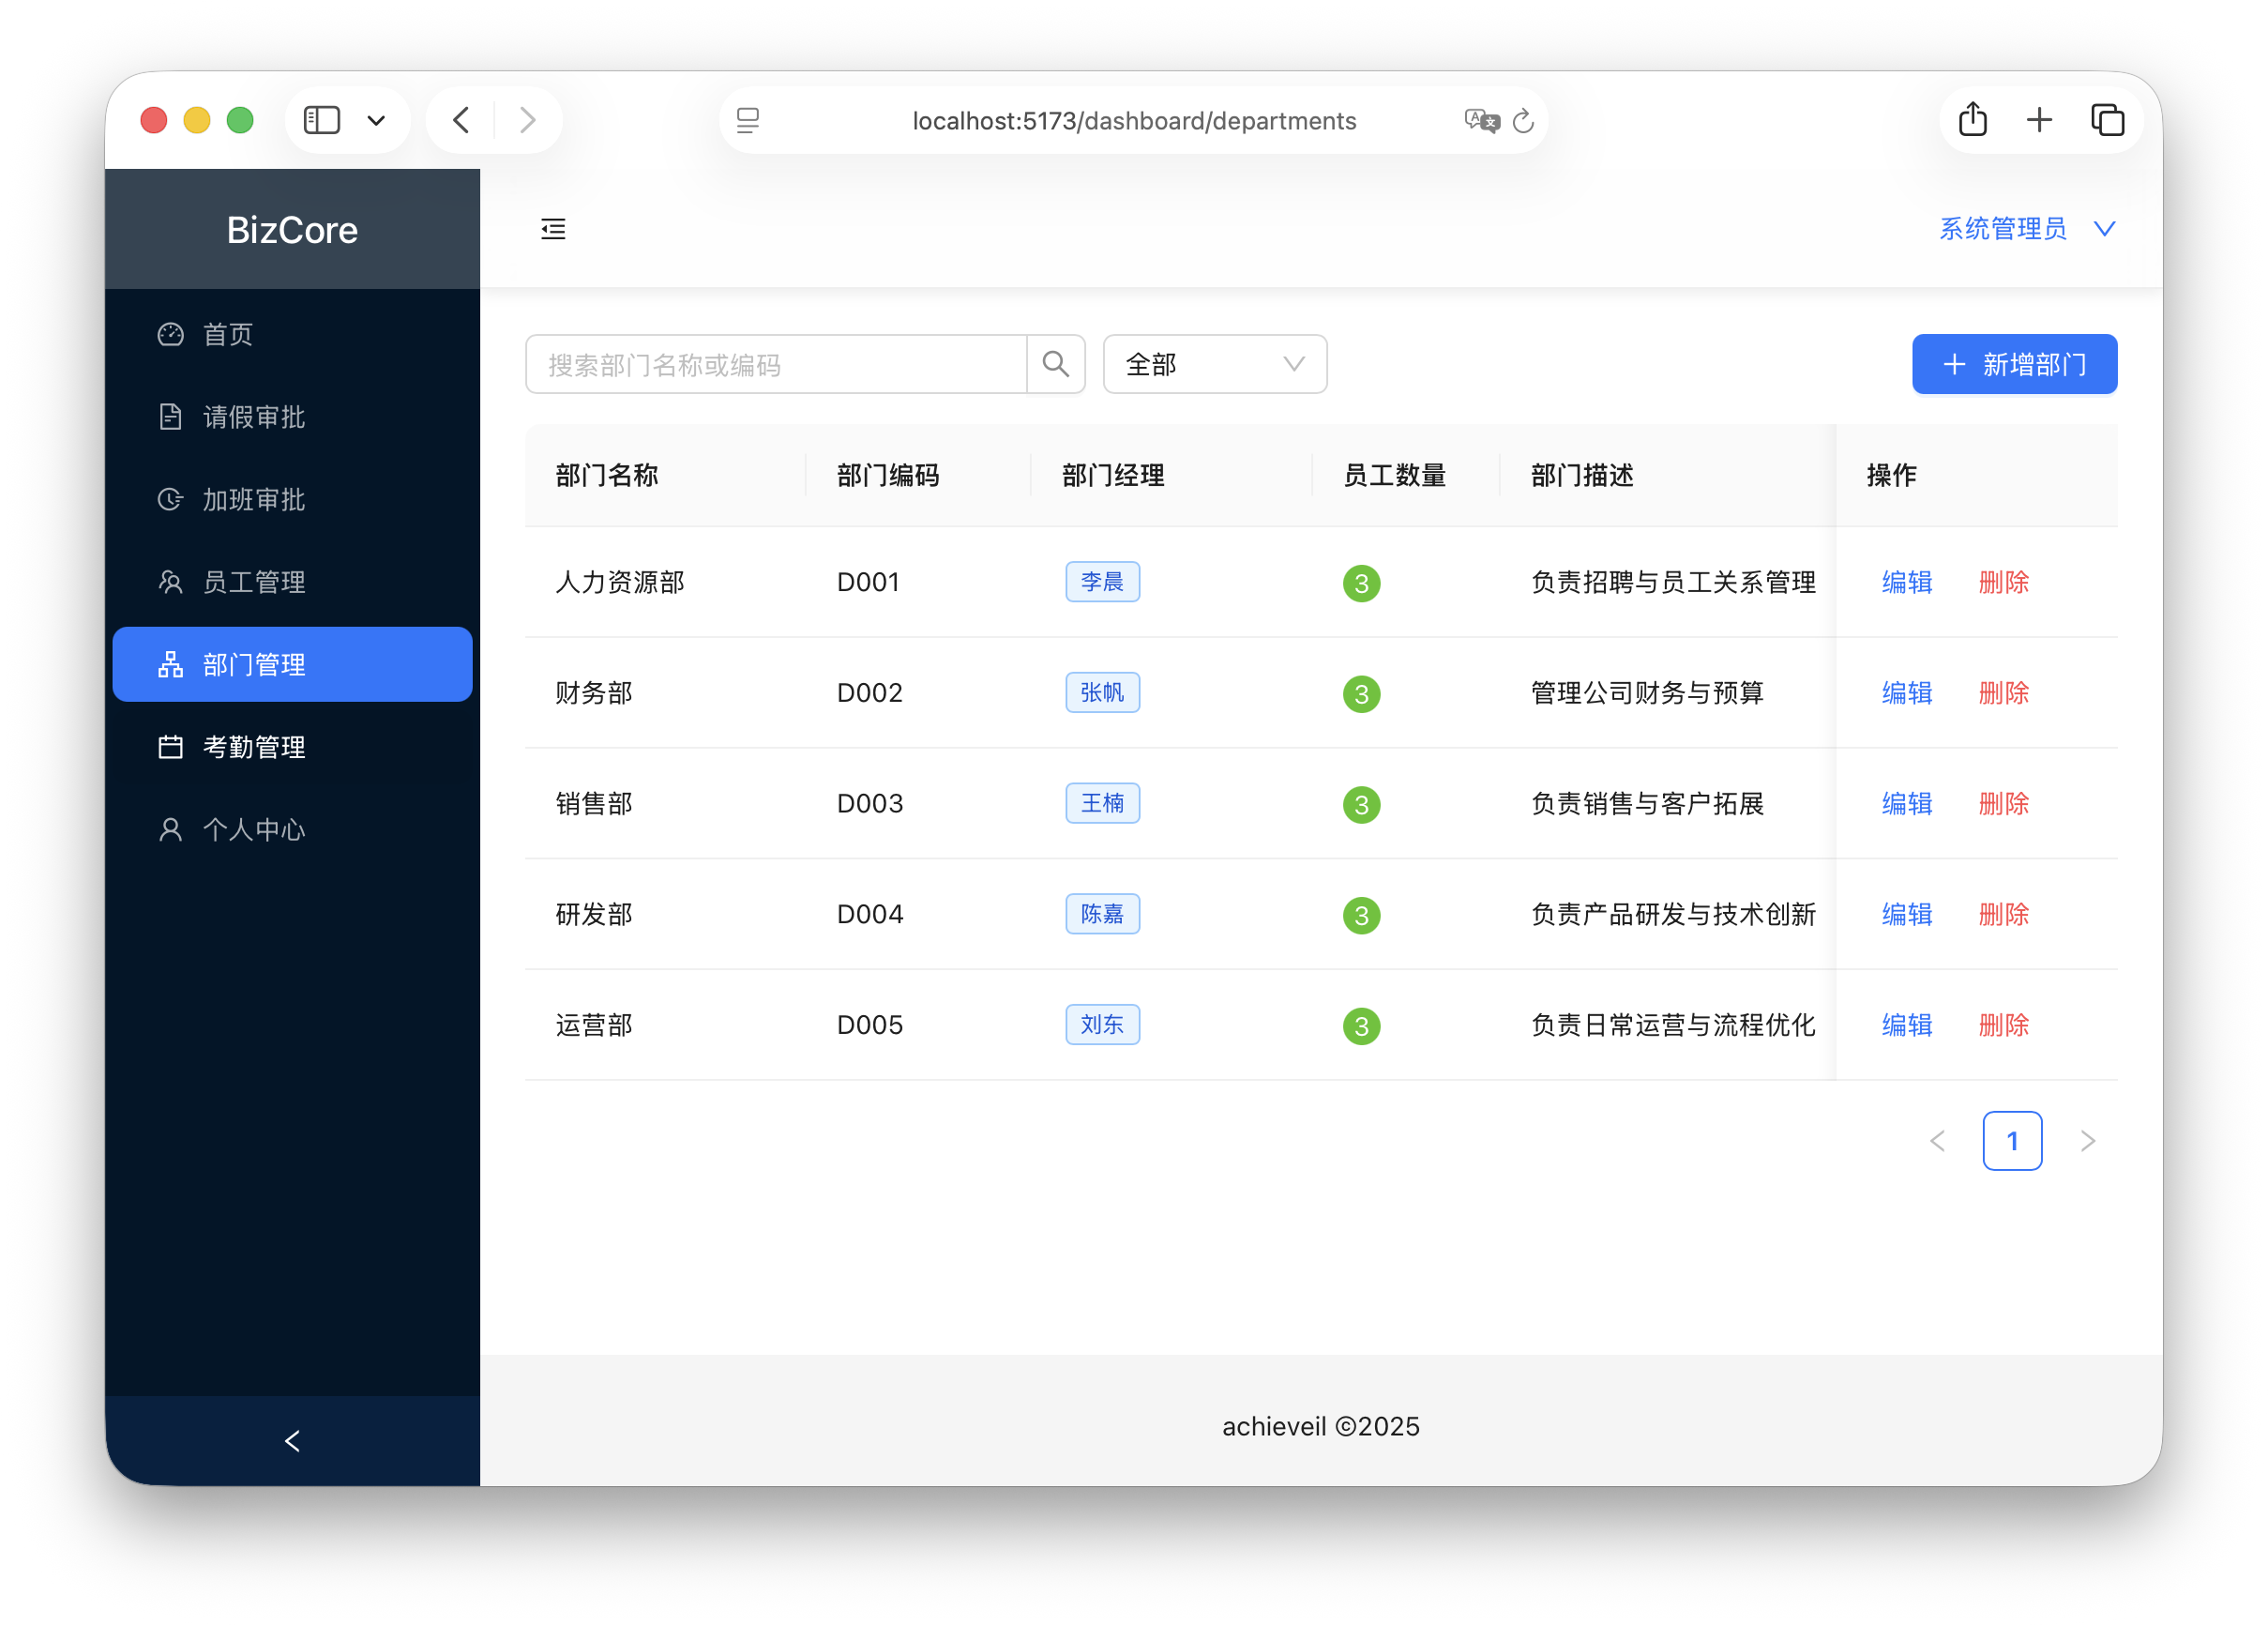 localhost:5173/dashboard/departments
BizCore
系统管理员
首页
请假审批
加班审批
员工管理
部门管理
考勤管理
个人中心
搜索部门名称或编码
全部
新增部门
部门名称 部门编码 部门经理 员工数量 部门描述 操作
人力资源部 D001 李晨 3 负责招聘与员工关系管理 编辑 删除
财务部 D002 张帆 3 管理公司财务与预算 编辑 删除
销售部 D003 王楠 3 负责销售与客户拓展 编辑 删除
研发部 D004 陈嘉 3 负责产品研发与技术创新 编辑 删除
运营部 D005 刘东 3 负责日常运营与流程优化 编辑 删除
1
achieveil ©2025